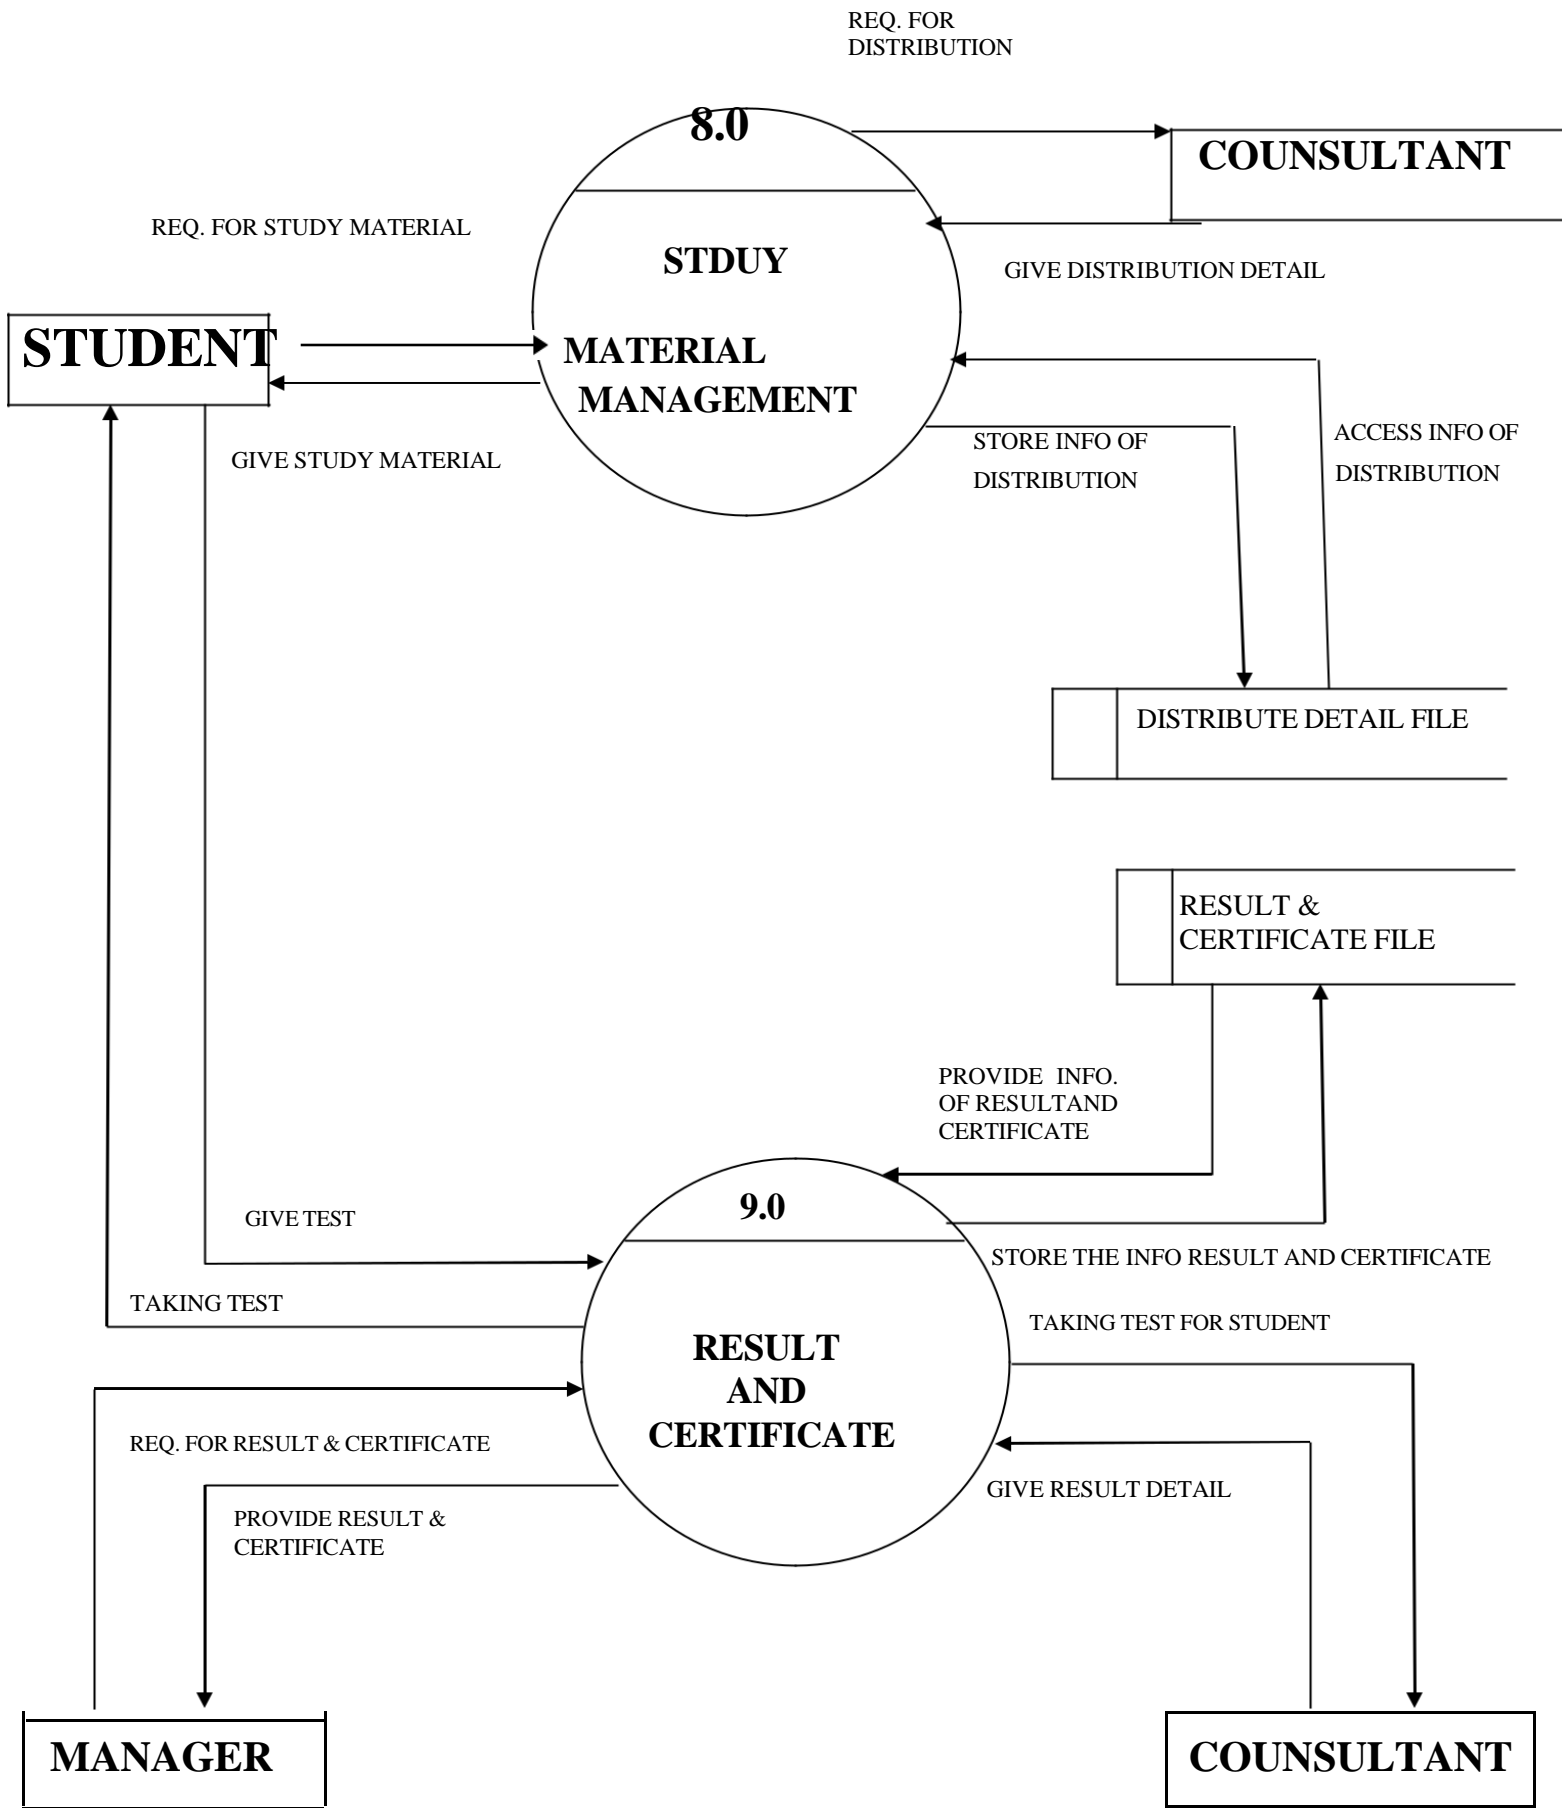 REQ. FOR
DISTRIBUTION
8.0
COUNSULTANT
REQ. FOR STUDY MATERIAL
STDUY
GIVE DISTRIBUTION DETAIL
STUDENT
MATERIAL
MANAGEMENT
GIVE STUDY MATERIAL
STORE INFO OF
DISTRIBUTION
ACCESS INFO OF
DISTRIBUTION
DISTRIBUTE DETAIL FILE
RESULT &
CERTIFICATE FILE
PROVIDE INFO.
OF RESULTAND
CERTIFICATE
9.0
GIVE TEST
STORE THE INFO RESULT AND CERTIFICATE
TAKING TEST
TAKING TEST FOR STUDENT
RESULT
AND
CERTIFICATE
REQ. FOR RESULT & CERTIFICATE
GIVE RESULT DETAIL
PROVIDE RESULT &
CERTIFICATE
MANAGER
COUNSULTANT